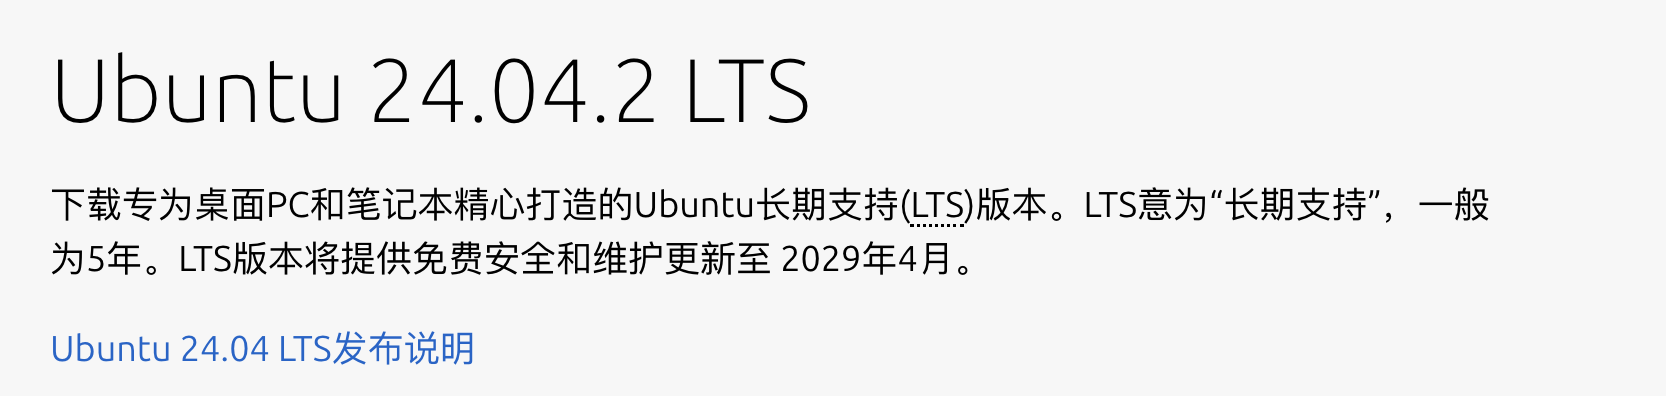 Ubuntu 24.04.2 LTS
下载专为桌面PC和笔记本精心打造的Ubuntu长期支持(LTS)版本。LTS意为“长期支持”，一般
为5年。LTS版本将提供免费安全和维护更新至 2029年4月。
Ubuntu 24.04 LTS发布说明